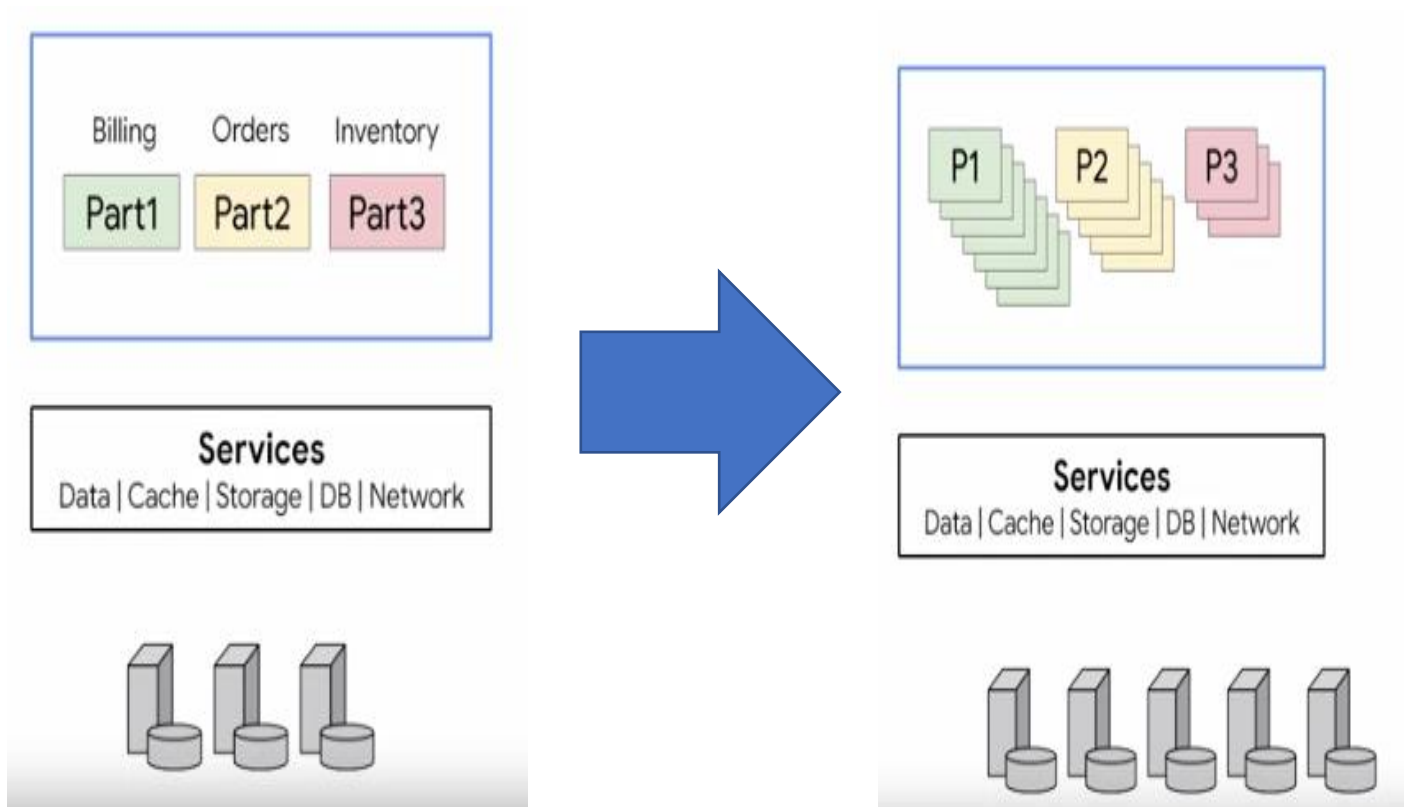 Billing Orders Inventory
Part1 Part2 Part3
Services
Data | Cache | Storage | DB | Network
P1 P2 P3
Services
Data | Cache | Storage | DB | Network